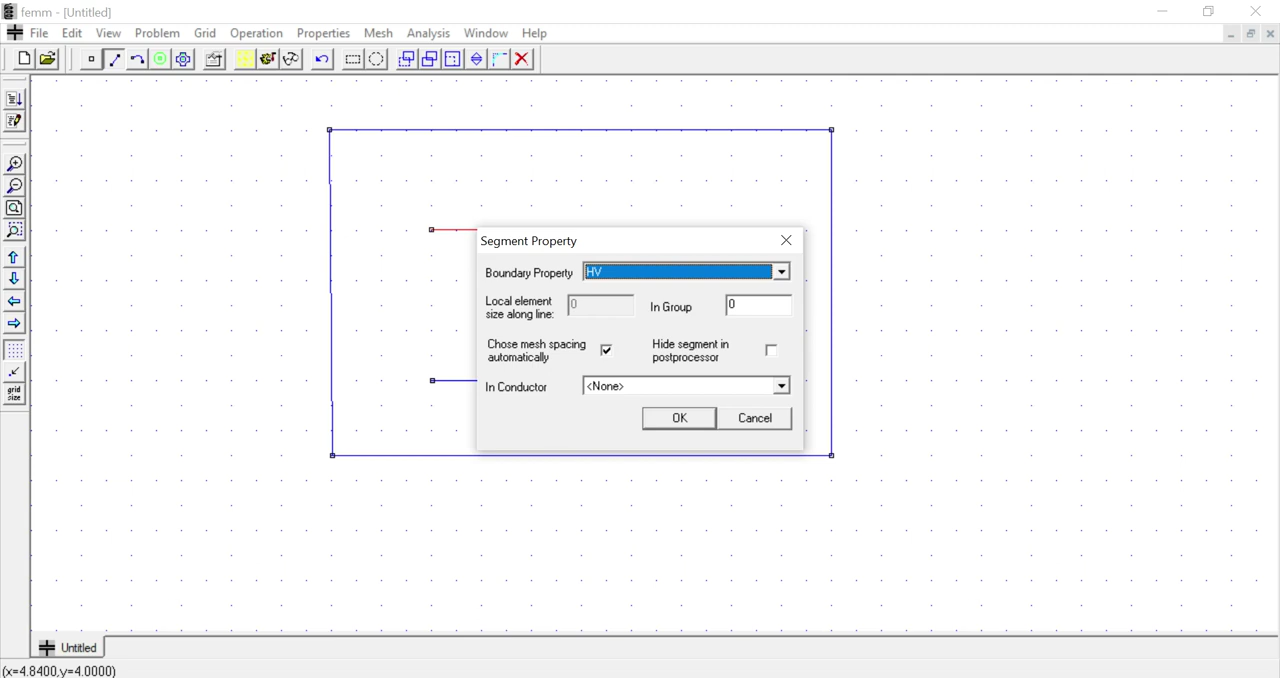 femm - [Untitled]
File Edit View Problem Grid Operation Properties Mesh Analysis Window Help
Segment Property
Boundary Property HV
Local element
size along line: 0
In Group 0
Chose mesh spacing
automatically
Hide segment in
postprocessor
In Conductor <None>
OK Cancel
grid
size
Untitled
(x=4.8400,y=4.0000)